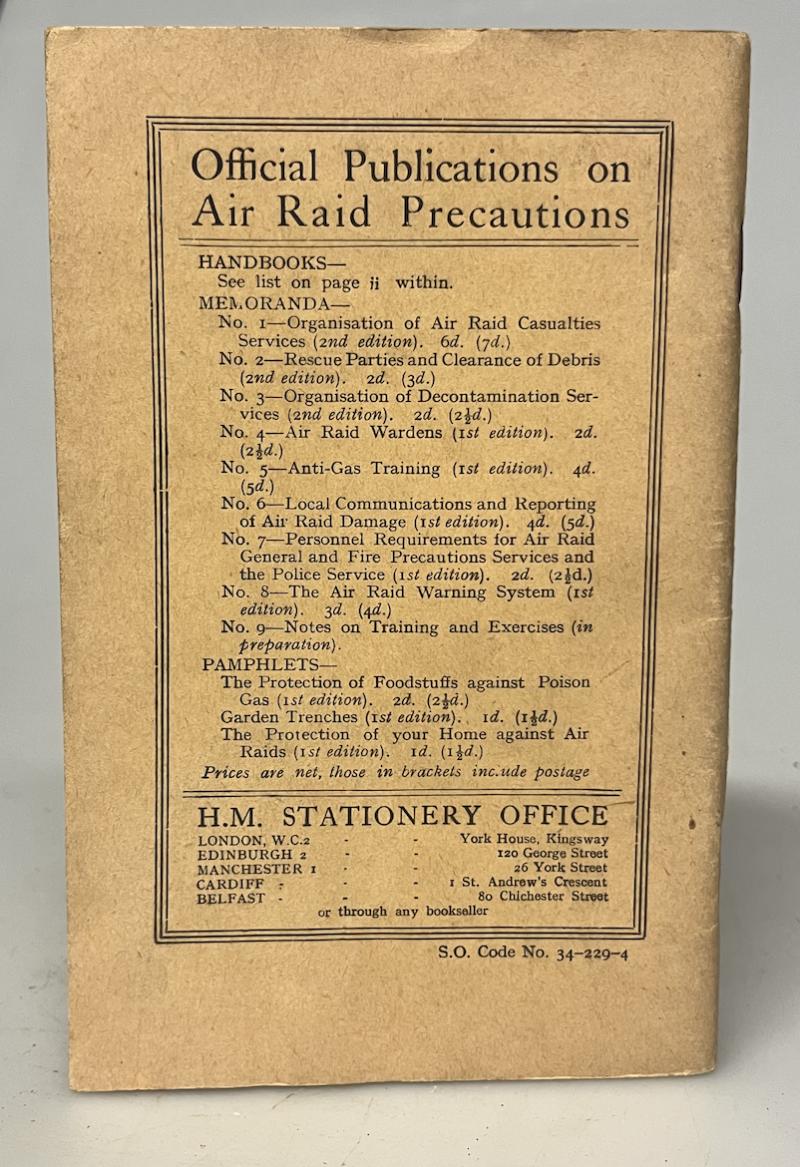 Official Publications on
Air Raid Precautions
HANDBOOKS—
See list on page ii within.
MEMORANDA—
No. 1—Organisation of Air Raid Casualties
Services (2nd edition). 6d. (7d.)
No. 2—Rescue Parties and Clearance of Debris
(2nd edition). 2d. (3d.)
No. 3—Organisation of Decontamination Ser-
vices (2nd edition). 2d. (2½d.)
No. 4—Air Raid Wardens (1st edition). 2d.
(2½d.)
No. 5—Anti-Gas Training (1st edition). 4d.
(5d.)
No. 6—Local Communications and Reporting
of Air Raid Damage (1st edition). 4d. (5d.)
No. 7—Personnel Requirements for Air Raid
General and Fire Precautions Services and
the Police Service (1st edition). 2d. (2½d.)
No. 8—The Air Raid Warning System (1st
edition). 3d. (4d.)
No. 9—Notes on Training and Exercises (in
preparation).
PAMPHLETS—
The Protection of Foodstuffs against Poison
Gas (1st edition). 2d. (2½d.)
Garden Trenches (1st edition). 1d. (1½d.)
The Protection of your Home against Air
Raids (1st edition). 1d. (1½d.)
Prices are net, those in brackets include postage
H.M. STATIONERY OFFICE
LONDON, W.C.2 - - York House, Kingsway
EDINBURGH 2 - - 120 George Street
MANCHESTER 1 - - 26 York Street
CARDIFF - - - 1 St. Andrew's Crescent
BELFAST - - - 80 Chichester Street
or through any bookseller
S.O. Code No. 34-229-4